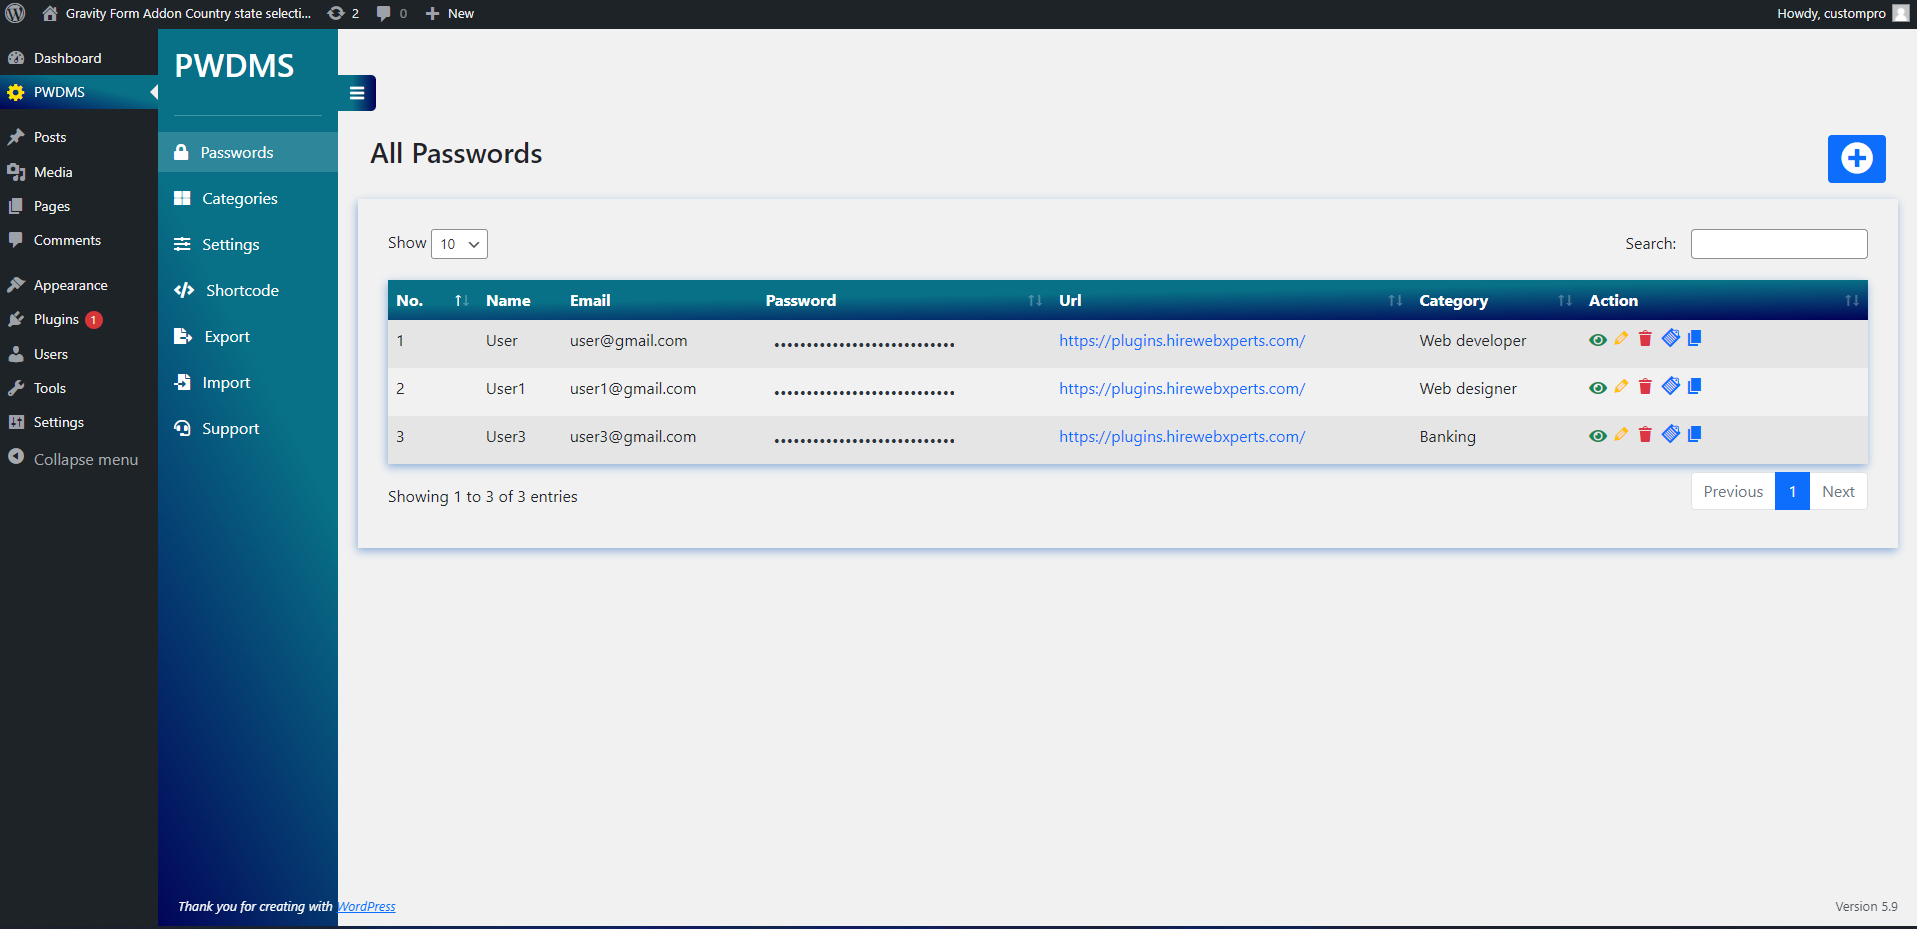 Gravity Form Addon Country state selecti... 2 0 New Howdy, custompro
Dashboard
PWDMS
Posts
Media
Pages
Comments
Appearance
Plugins 1
Users
Tools
Settings
Collapse menu
PWDMS
Passwords
Categories
Settings
Shortcode
Export
Import
Support
All Passwords
Show 10 Search:
No. Name Email Password Url Category Action
1 User user@gmail.com •••••••••••••••••••••••••••• https://plugins.hirewebxperts.com/ Web developer
2 User1 user1@gmail.com •••••••••••••••••••••••••••• https://plugins.hirewebxperts.com/ Web designer
3 User3 user3@gmail.com •••••••••••••••••••••••••••• https://plugins.hirewebxperts.com/ Banking
Showing 1 to 3 of 3 entries Previous 1 Next
Thank you for creating with WordPress Version 5.9